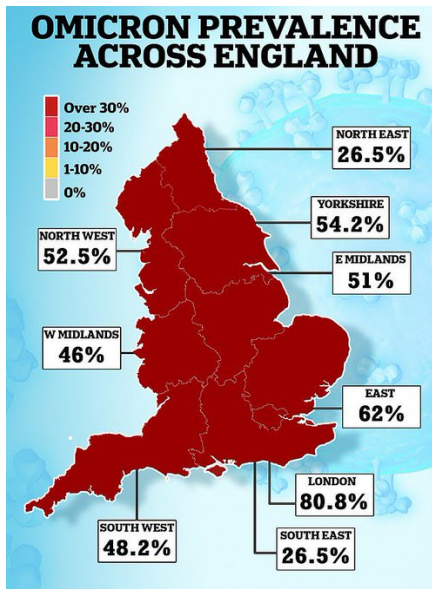 OMICRON PREVALENCE
ACROSS ENGLAND
Over 30%
20-30%
10-20%
1-10%
0%
NORTH EAST
26.5%
YORKSHIRE
54.2%
NORTH WEST
52.5%
E MIDLANDS
51%
W MIDLANDS
46%
EAST
62%
LONDON
80.8%
SOUTH WEST
48.2%
SOUTH EAST
26.5%